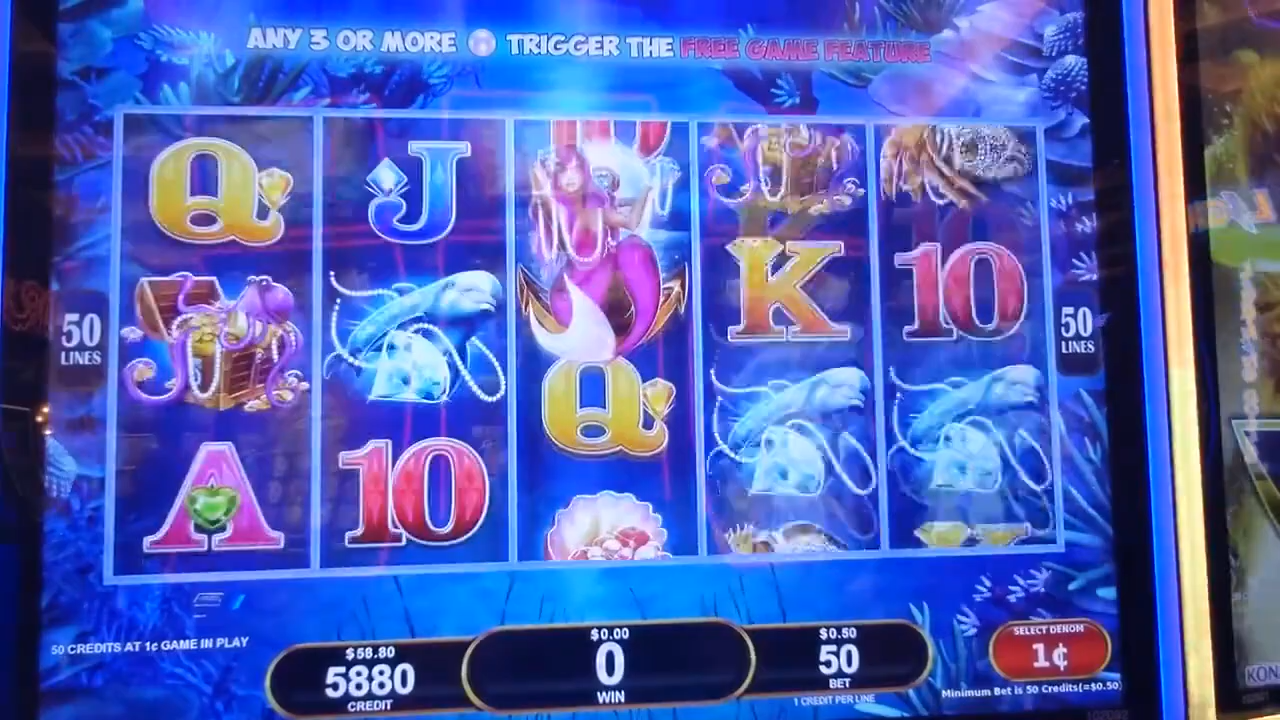 ANY 3 OR MORE TRIGGER THE FREE GAME FEATURE
Q
J
10
K
10
50
LINES
50
LINES
Q
A
10
50 CREDITS AT 1¢ GAME IN PLAY
$58.80
5880
CREDIT
$0.00
0
WIN
$0.50
50
BET
1 CREDIT PER LINE
SELECT DENOM
1¢
Minimum Bet is 50 Credits(=$0.50)
KON